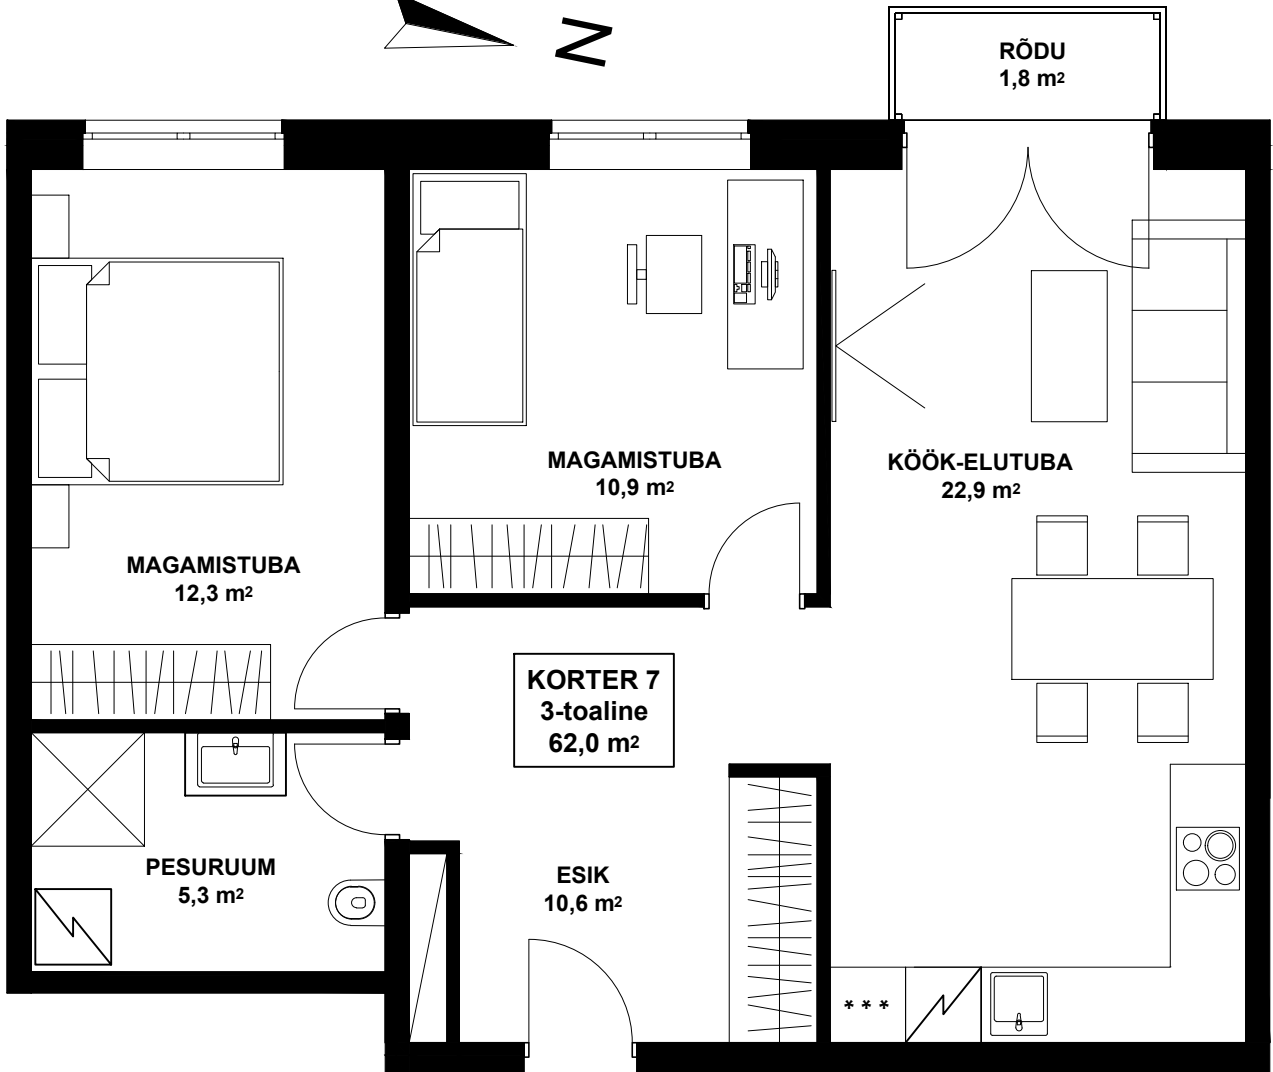 N
RÕDU
1,8 m²
MAGAMISTUBA
10,9 m²
KÖÖK-ELUTUBA
22,9 m²
MAGAMISTUBA
12,3 m²
KORTER 7
3-toaline
62,0 m²
PESURUUM
5,3 m²
ESIK
10,6 m²
***